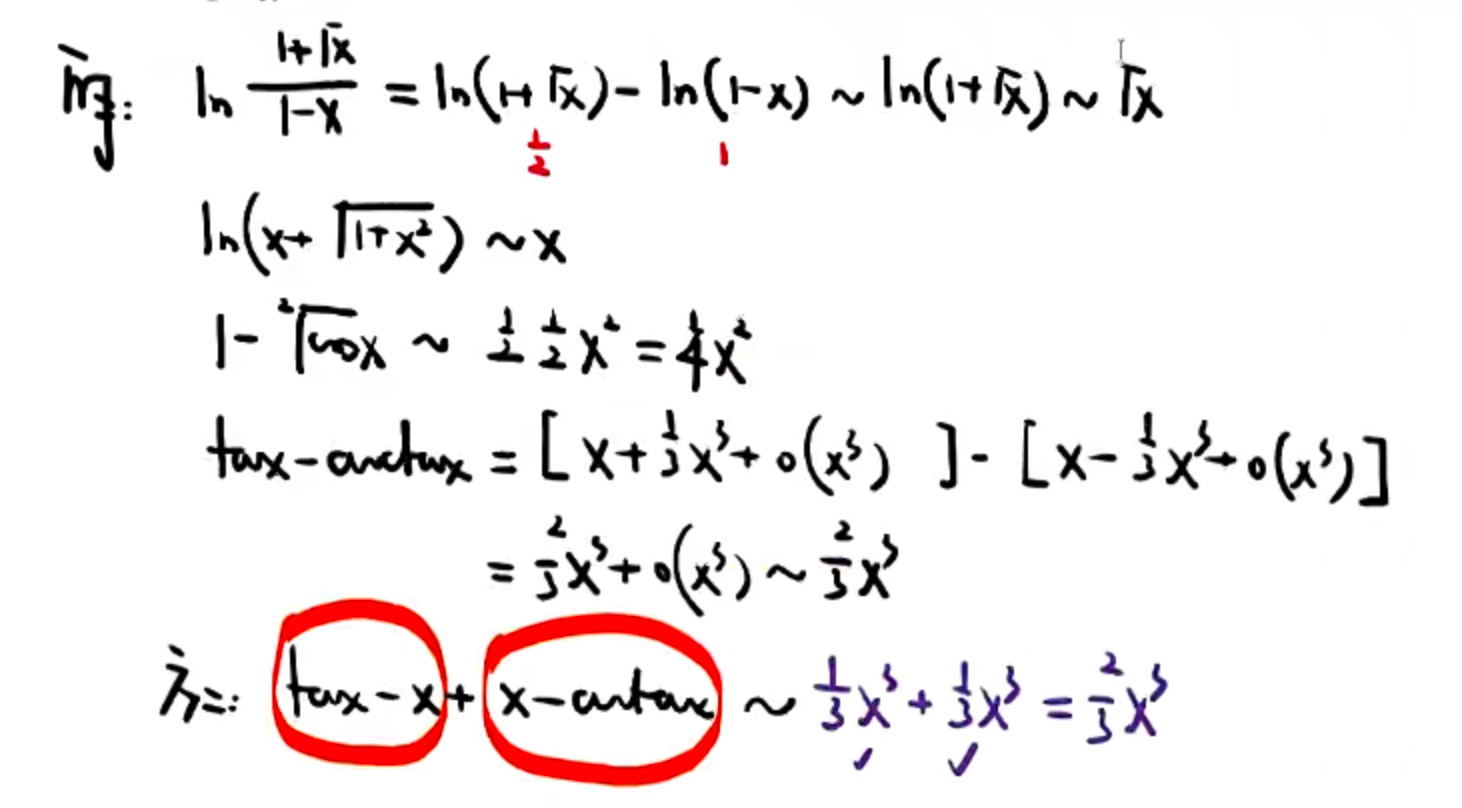 证: ln (1+√x)/(1-x) = ln(1+√x) - ln(1-x) ~ ln(1+√x) ~ √x
1/2 1
ln(x+√(1+x²)) ~ x
1 - ²√cosx ~ 1/2 1/2 x² = 1/4 x²
tanx - arctanx = [x + 1/3 x³ + o(x³)] - [x - 1/3 x³ + o(x³)]
= 2/3 x³ + o(x³) ~ 2/3 x³
法二: tanx - x + x - arctanx ~ 1/3 x³ + 1/3 x³ = 2/3 x³
✓ ✓